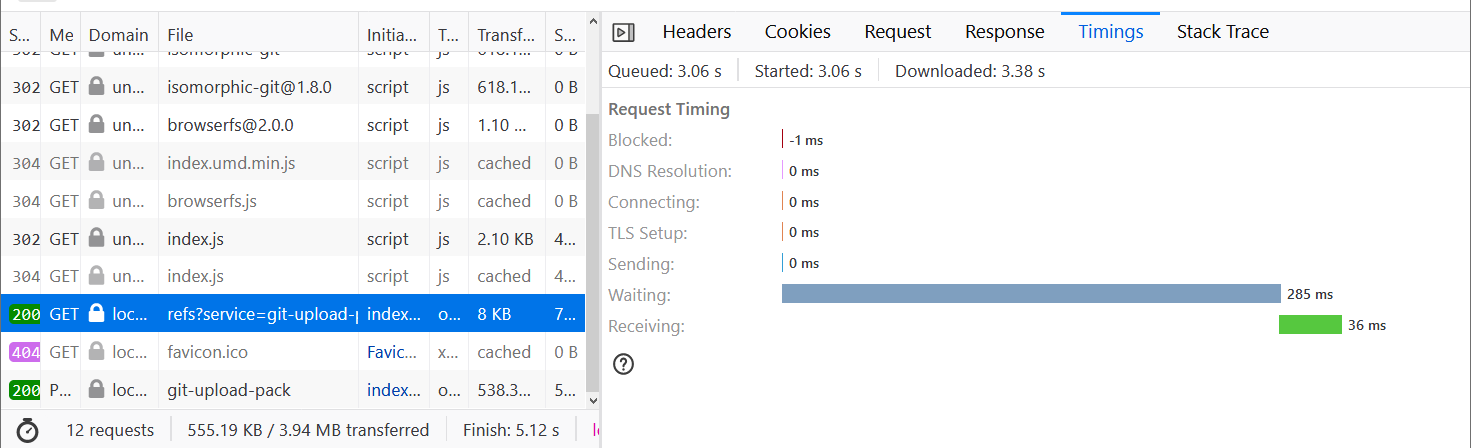 S... Me Domain File Initia... T... Transf... S...
302 GET un... isomorphic-git script js 618.1... 0 B
302 GET un... isomorphic-git@1.8.0 script js 618.1... 0 B
302 GET un... browserfs@2.0.0 script js 1.10 ... 0 B
304 GET un... index.umd.min.js script js cached 0 B
304 GET un... browserfs.js script js cached 0 B
302 GET un... index.js script js 2.10 KB 4...
304 GET un... index.js script js cached 4...
200 GET loc... refs?service=git-upload-p index... o... 8 KB 7...
404 GET loc... favicon.ico Favic... x... cached 0 B
200 P... loc... git-upload-pack index... o... 538.3... 5...
12 requests 555.19 KB / 3.94 MB transferred Finish: 5.12 s
Headers Cookies Request Response Timings Stack Trace
Queued: 3.06 s Started: 3.06 s Downloaded: 3.38 s
Request Timing
Blocked: -1 ms
DNS Resolution: 0 ms
Connecting: 0 ms
TLS Setup: 0 ms
Sending: 0 ms
Waiting: 285 ms
Receiving: 36 ms